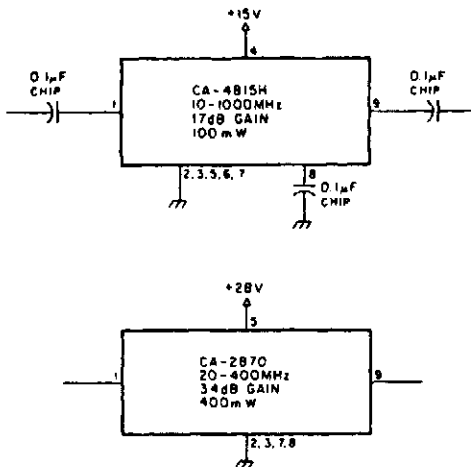 +15V
4
0.1µF
CHIP
0.1µF
CHIP
1
CA-4815H
10-1000MHz
17dB GAIN
100mW
9
2,3,5,6,7
8
0.1µF
CHIP
+28V
5
1
CA-2870
20-400MHz
34dB GAIN
400mW
9
2,3,7,8